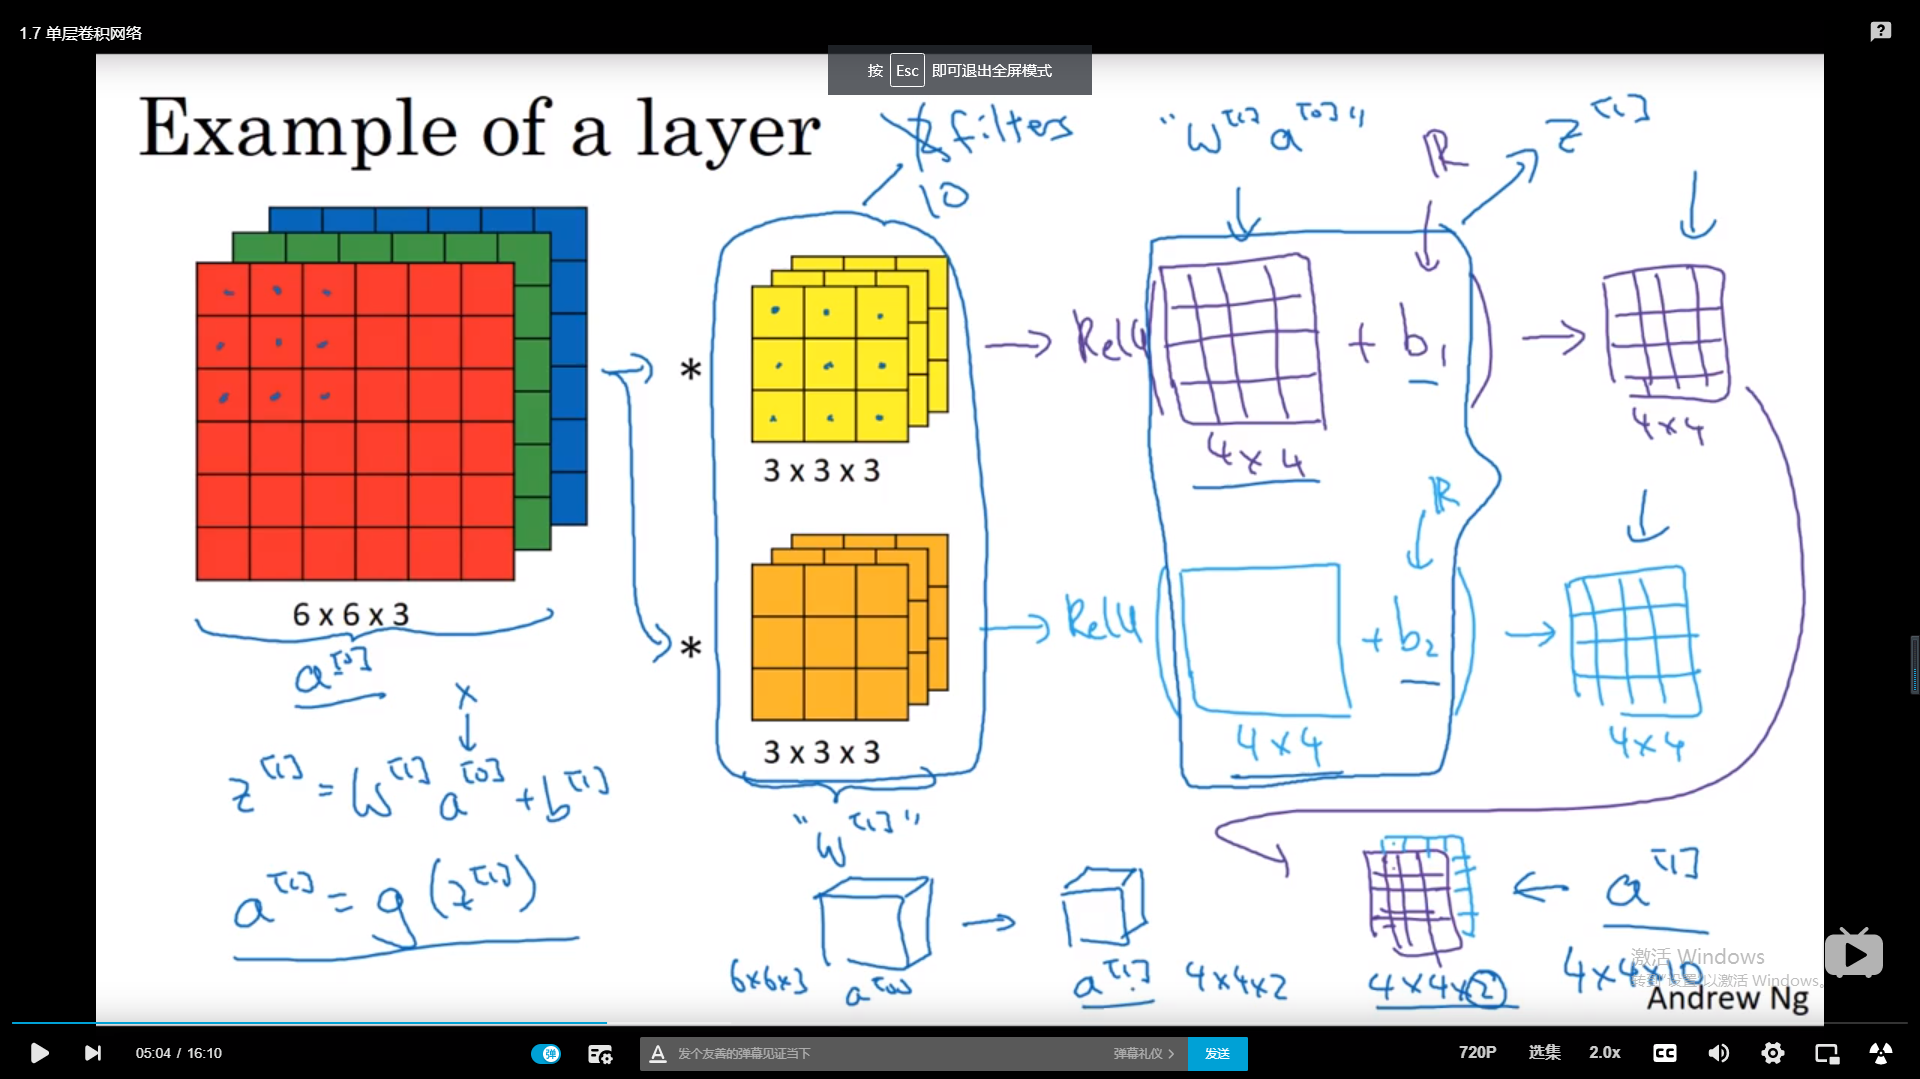 1.7 单层卷积网络
按 Esc 即可退出全屏模式
Example of a layer
2 filters
10
"W[1] a[0]"
ℝ
z[1]
*
3 x 3 x 3
→ Relu ( + b1 ) →
4x4
4x4
6 x 6 x 3
a[0]
*
3 x 3 x 3
→ Relu ( + b2 ) →
ℝ
4x4
4x4
x
z[1] = W[1] a[0] + b[1]
a[1] = g(z[1])
"W[1]"
6x6x3
a[0]
→
a[1]
4x4x2
4x4x2
← a[1]
4x4x10
激活 Windows
转到"设置"以激活 Windows。
Andrew Ng
05:04 / 16:10
弹
发个友善的弹幕见证当下
弹幕礼仪 >
发送
720P
选集
2.0x
CC